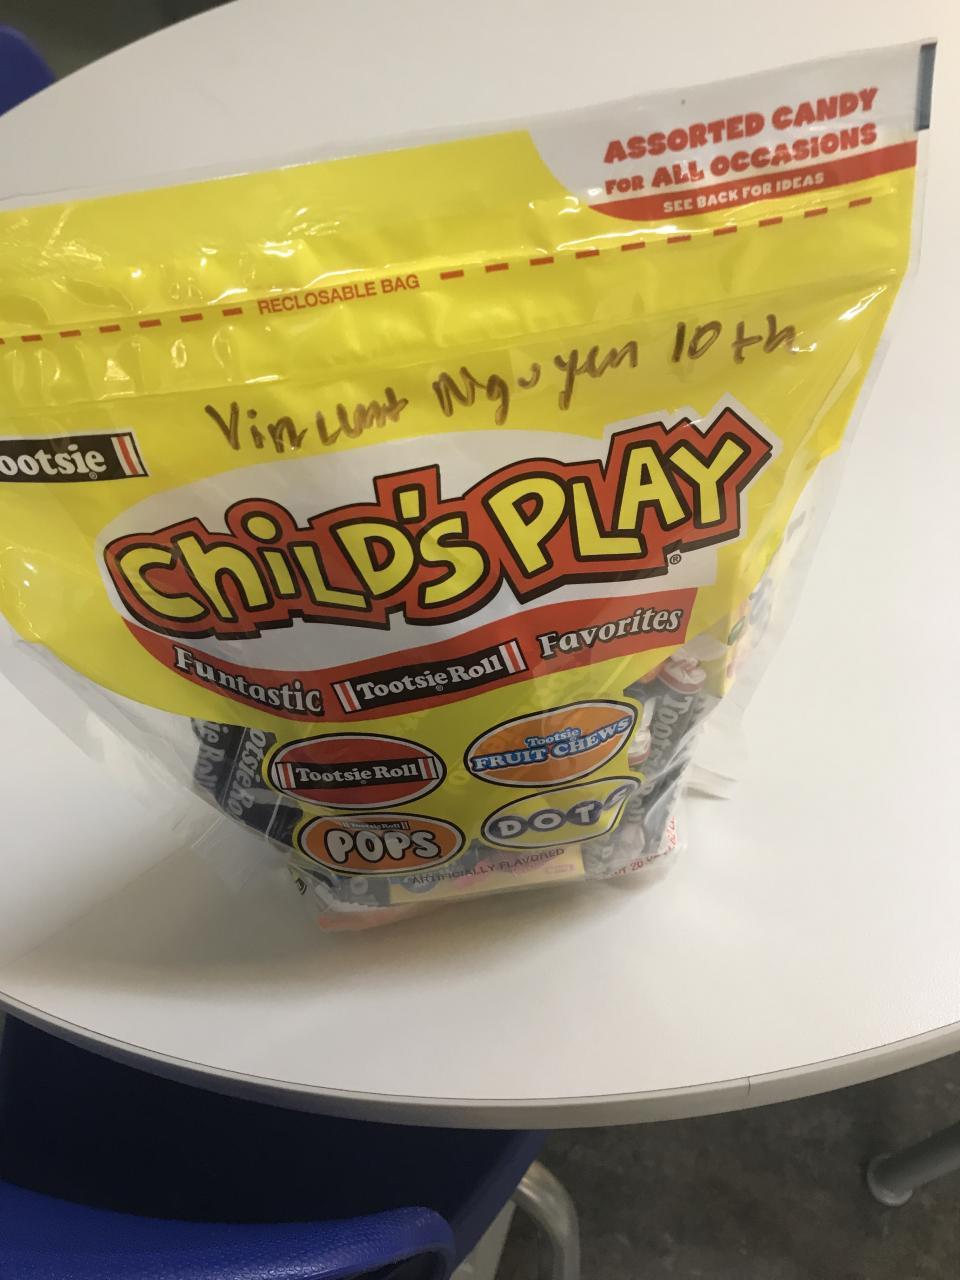 ASSORTED CANDY
FOR ALL OCCASIONS
SEE BACK FOR IDEAS
RECLOSABLE BAG
Vincent Nguyen 10th
ootsie
CHILD'S PLAY
®
Funtastic Tootsie Roll Favorites
Tootsie Roll
Tootsie
FRUIT CHEWS
Tootsie Roll
POPS
DOTS
ARTIFICIALLY FLAVORED